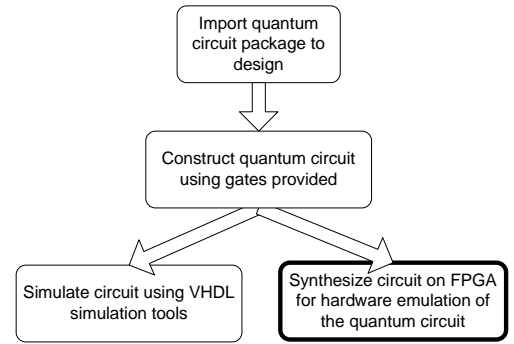 Import quantum
circuit package to
design
Construct quantum circuit
using gates provided
Simulate circuit using VHDL
simulation tools
Synthesize circuit on FPGA
for hardware emulation of
the quantum circuit